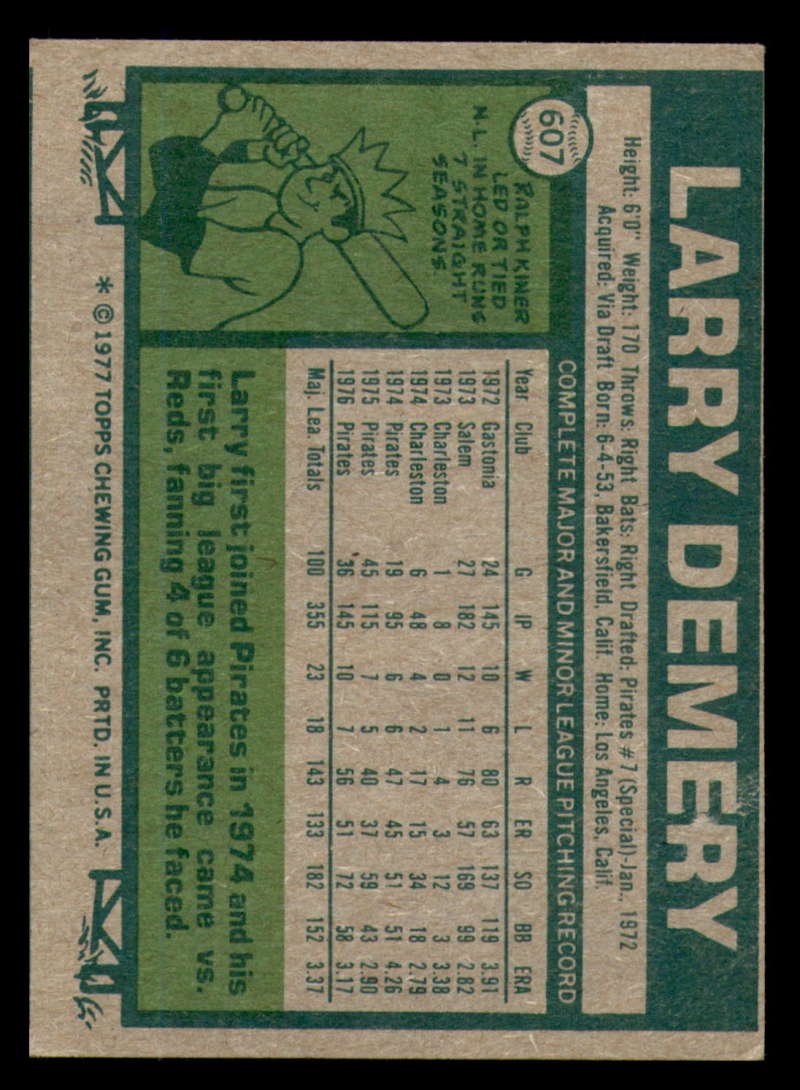 607
LARRY DEMERY
Height: 6'0" Weight: 170 Throws: Right Bats: Right Drafted: Pirates #7 (Special)-Jan., 1972
Acquired: Via Draft Born: 6-4-53, Bakersfield, Calif. Home: Los Angeles, Calif.
RALPH KINER
LED OR TIED
N.L. IN HOME RUNS
7 STRAIGHT
SEASONS.
COMPLETE MAJOR AND MINOR LEAGUE PITCHING RECORD
Year Club G IP W L R ER SO BB ERA
1972 Gastonia 24 145 10 6 80 63 137 119 3.91
1973 Salem 27 182 12 11 76 57 169 99 2.82
1973 Charleston 1 8 0 1 4 3 12 3 3.38
1974 Charleston 6 48 4 2 17 15 34 18 2.79
1974 Pirates 19 95 6 6 47 45 51 51 4.26
1975 Pirates 45 115 7 5 40 37 59 43 2.90
1976 Pirates 36 145 10 7 56 51 72 58 3.17
Maj. Lea. Totals 100 355 23 18 143 133 182 152 3.37
Larry first joined Pirates in 1974 and his
first big league appearance came vs.
Reds, fanning 4 of 6 batters he faced.
* ©1977 TOPPS CHEWING GUM, INC. PRTD. IN U.S.A.